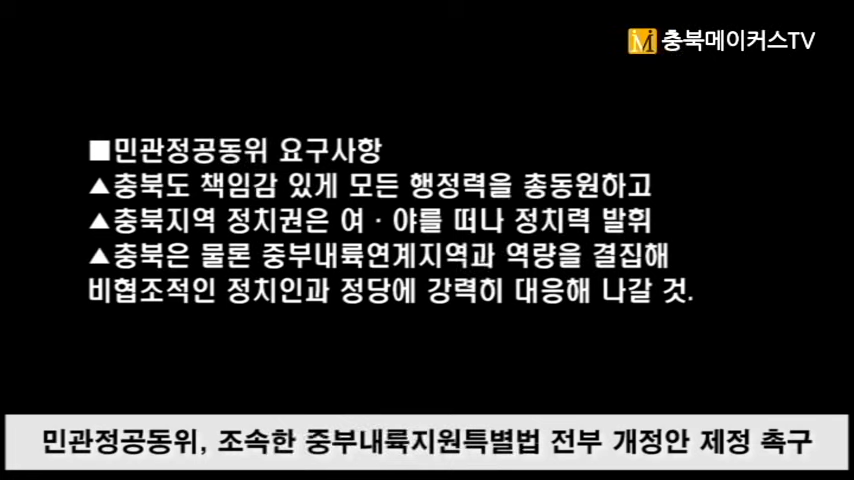 충북메이커스TV
■민관정공동위 요구사항
▲충북도 책임감 있게 모든 행정력을 총동원하고
▲충북지역 정치권은 여·야를 떠나 정치력 발휘
▲충북은 물론 중부내륙연계지역과 역량을 결집해
비협조적인 정치인과 정당에 강력히 대응해 나갈 것.
민관정공동위, 조속한 중부내륙지원특별법 전부 개정안 제정 촉구